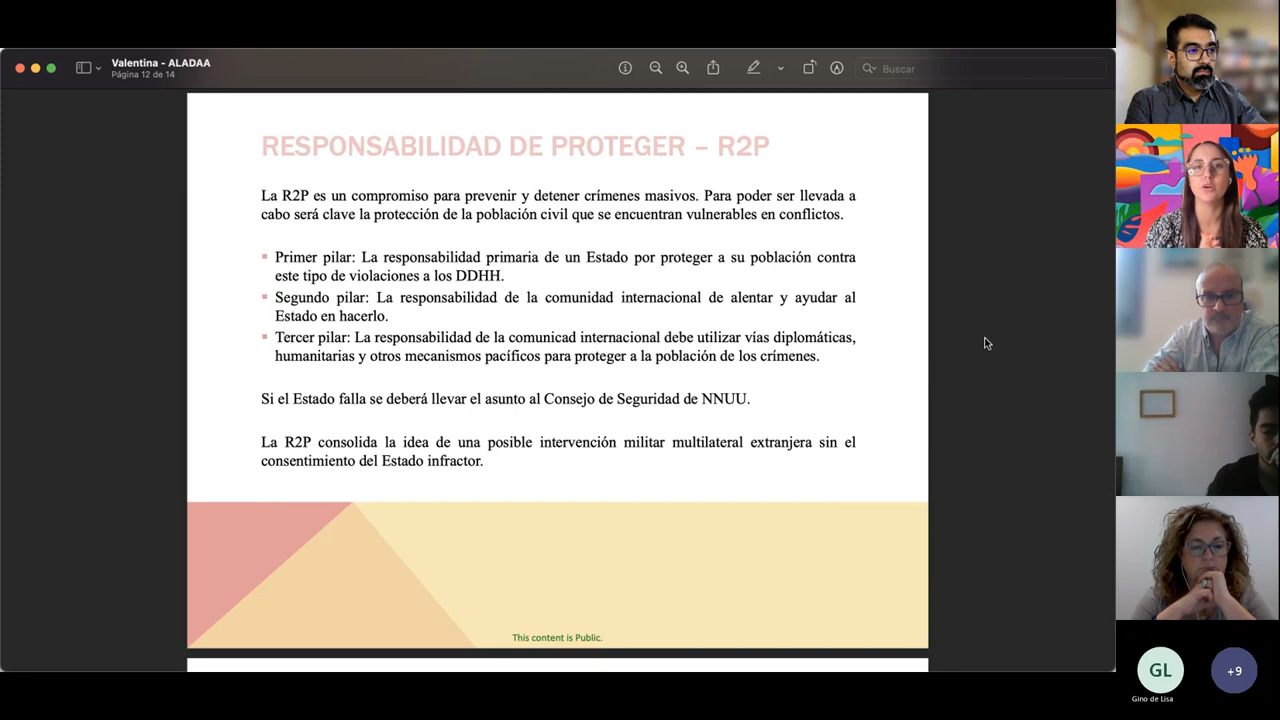 Valentina - ALADAA
Página 12 de 14
Buscar
RESPONSABILIDAD DE PROTEGER – R2P
La R2P es un compromiso para prevenir y detener crímenes masivos. Para poder ser llevada a
cabo será clave la protección de la población civil que se encuentran vulnerables en conflictos.
Primer pilar: La responsabilidad primaria de un Estado por proteger a su población contra
este tipo de violaciones a los DDHH.
Segundo pilar: La responsabilidad de la comunidad internacional de alentar y ayudar al
Estado en hacerlo.
Tercer pilar: La responsabilidad de la comunicad internacional debe utilizar vías diplomáticas,
humanitarias y otros mecanismos pacíficos para proteger a la población de los crímenes.
Si el Estado falla se deberá llevar el asunto al Consejo de Seguridad de NNUU.
La R2P consolida la idea de una posible intervención militar multilateral extranjera sin el
consentimiento del Estado infractor.
This content is Public.
GL
+9
Gino de Lisa